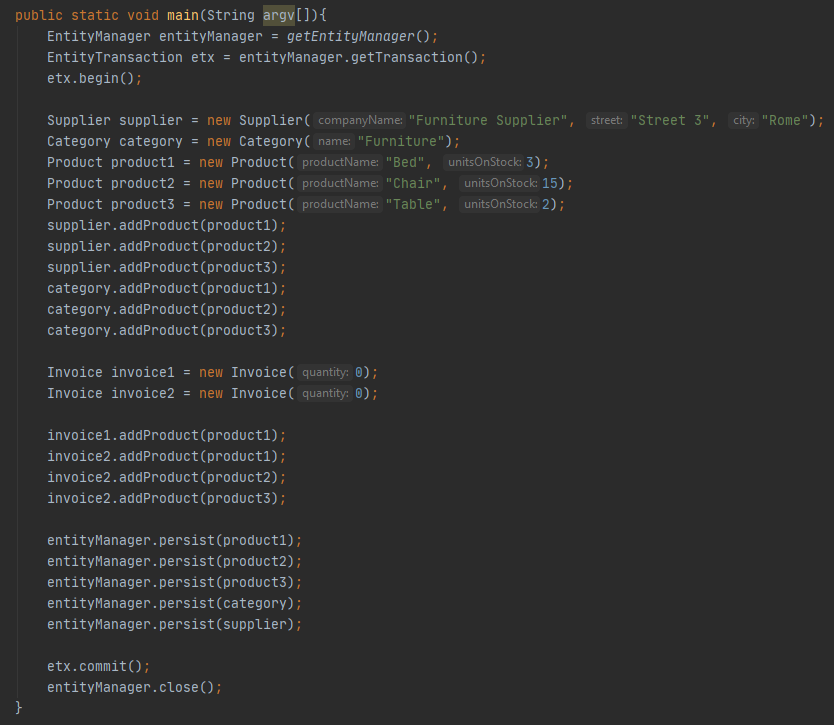 public static void main(String argv[]){
    EntityManager entityManager = getEntityManager();
    EntityTransaction etx = entityManager.getTransaction();
    etx.begin();

    Supplier supplier = new Supplier( companyName: "Furniture Supplier", street: "Street 3", city: "Rome");
    Category category = new Category( name: "Furniture");
    Product product1 = new Product( productName: "Bed", unitsOnStock: 3);
    Product product2 = new Product( productName: "Chair", unitsOnStock: 15);
    Product product3 = new Product( productName: "Table", unitsOnStock: 2);
    supplier.addProduct(product1);
    supplier.addProduct(product2);
    supplier.addProduct(product3);
    category.addProduct(product1);
    category.addProduct(product2);
    category.addProduct(product3);

    Invoice invoice1 = new Invoice( quantity: 0);
    Invoice invoice2 = new Invoice( quantity: 0);

    invoice1.addProduct(product1);
    invoice2.addProduct(product1);
    invoice2.addProduct(product2);
    invoice2.addProduct(product3);

    entityManager.persist(product1);
    entityManager.persist(product2);
    entityManager.persist(product3);
    entityManager.persist(category);
    entityManager.persist(supplier);

    etx.commit();
    entityManager.close();
}